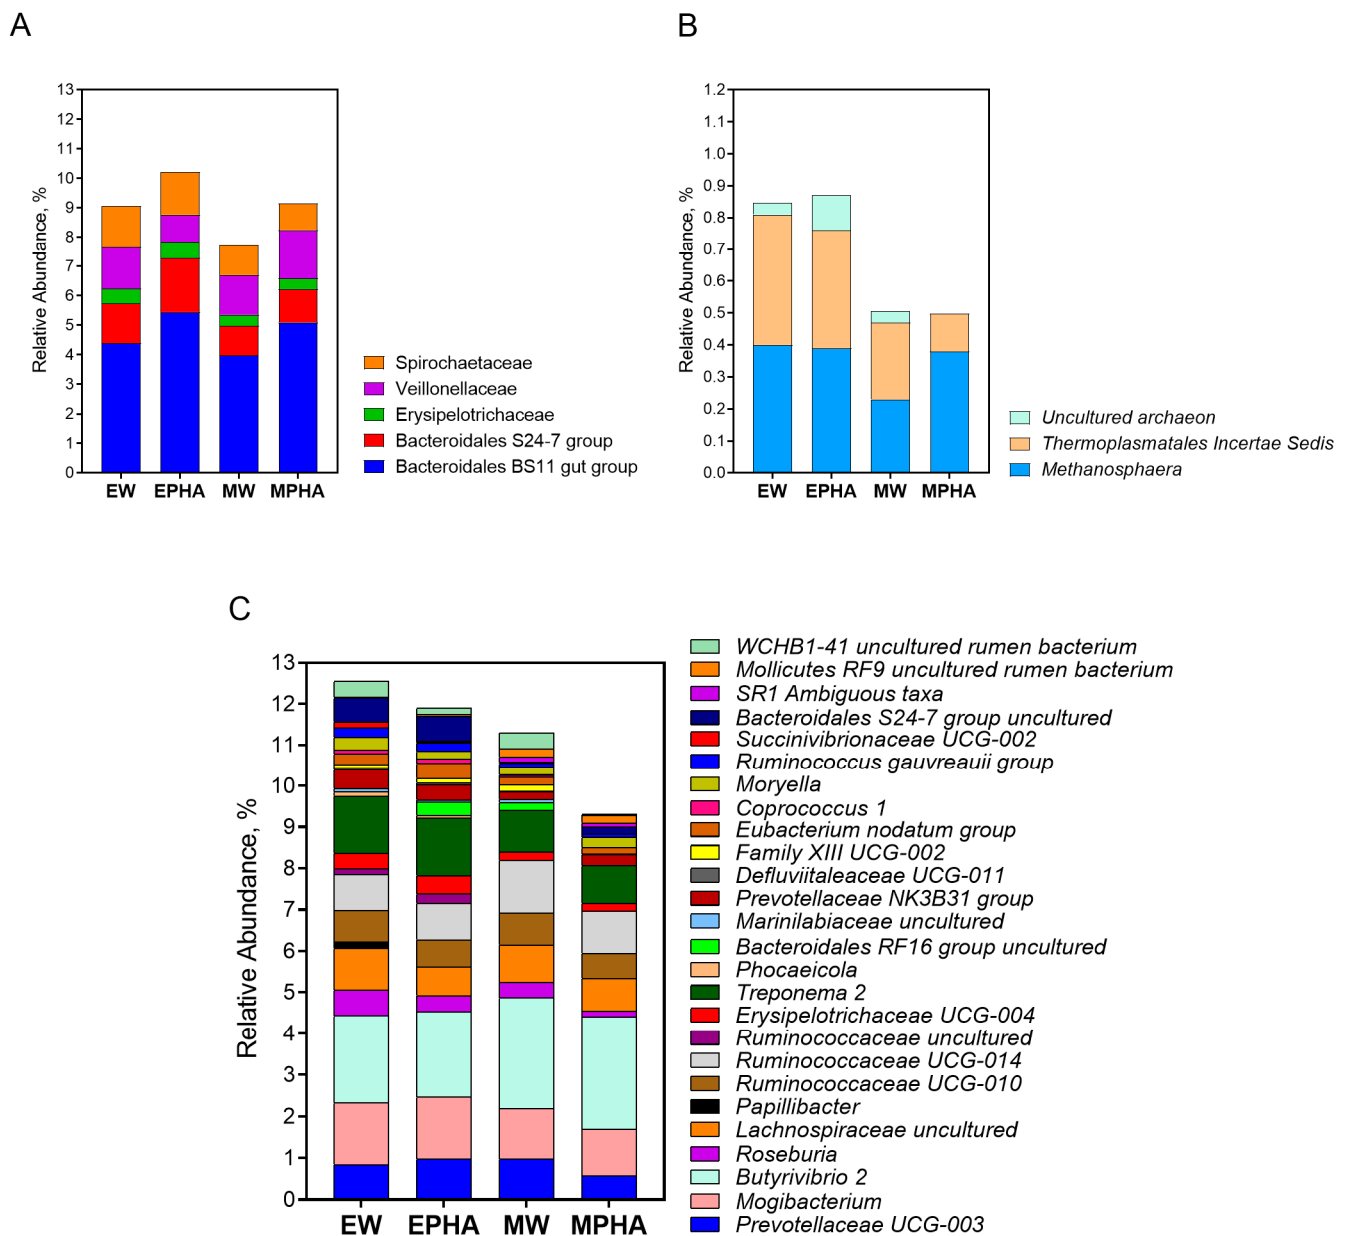 A
13
12
11
10
9
8
7
6
5
4
3
2
1
0
Relative Abundance, %
EW EPHA MW MPHA
Spirochaetaceae
Veillonellaceae
Erysipelotrichaceae
Bacteroidales S24-7 group
Bacteroidales BS11 gut group
B
1.2
1.1
1.0
0.9
0.8
0.7
0.6
0.5
0.4
0.3
0.2
0.1
0.0
Relative Abundance, %
EW EPHA MW MPHA
Uncultured archaeon
Thermoplasmatales Incertae Sedis
Methanosphaera
C
13
12
11
10
9
8
7
6
5
4
3
2
1
0
Relative Abundance, %
EW EPHA MW MPHA
WCHB1-41 uncultured rumen bacterium
Mollicutes RF9 uncultured rumen bacterium
SR1 Ambiguous taxa
Bacteroidales S24-7 group uncultured
Succinivibrionaceae UCG-002
Ruminococcus gauvreauii group
Moryella
Coprococcus 1
Eubacterium nodatum group
Family XIII UCG-002
Defluviitaleaceae UCG-011
Prevotellaceae NK3B31 group
Marinilabiaceae uncultured
Bacteroidales RF16 group uncultured
Phocaeicola
Treponema 2
Erysipelotrichaceae UCG-004
Ruminococcaceae uncultured
Ruminococcaceae UCG-014
Ruminococcaceae UCG-010
Papillibacter
Lachnospiraceae uncultured
Roseburia
Butyrivibrio 2
Mogibacterium
Prevotellaceae UCG-003